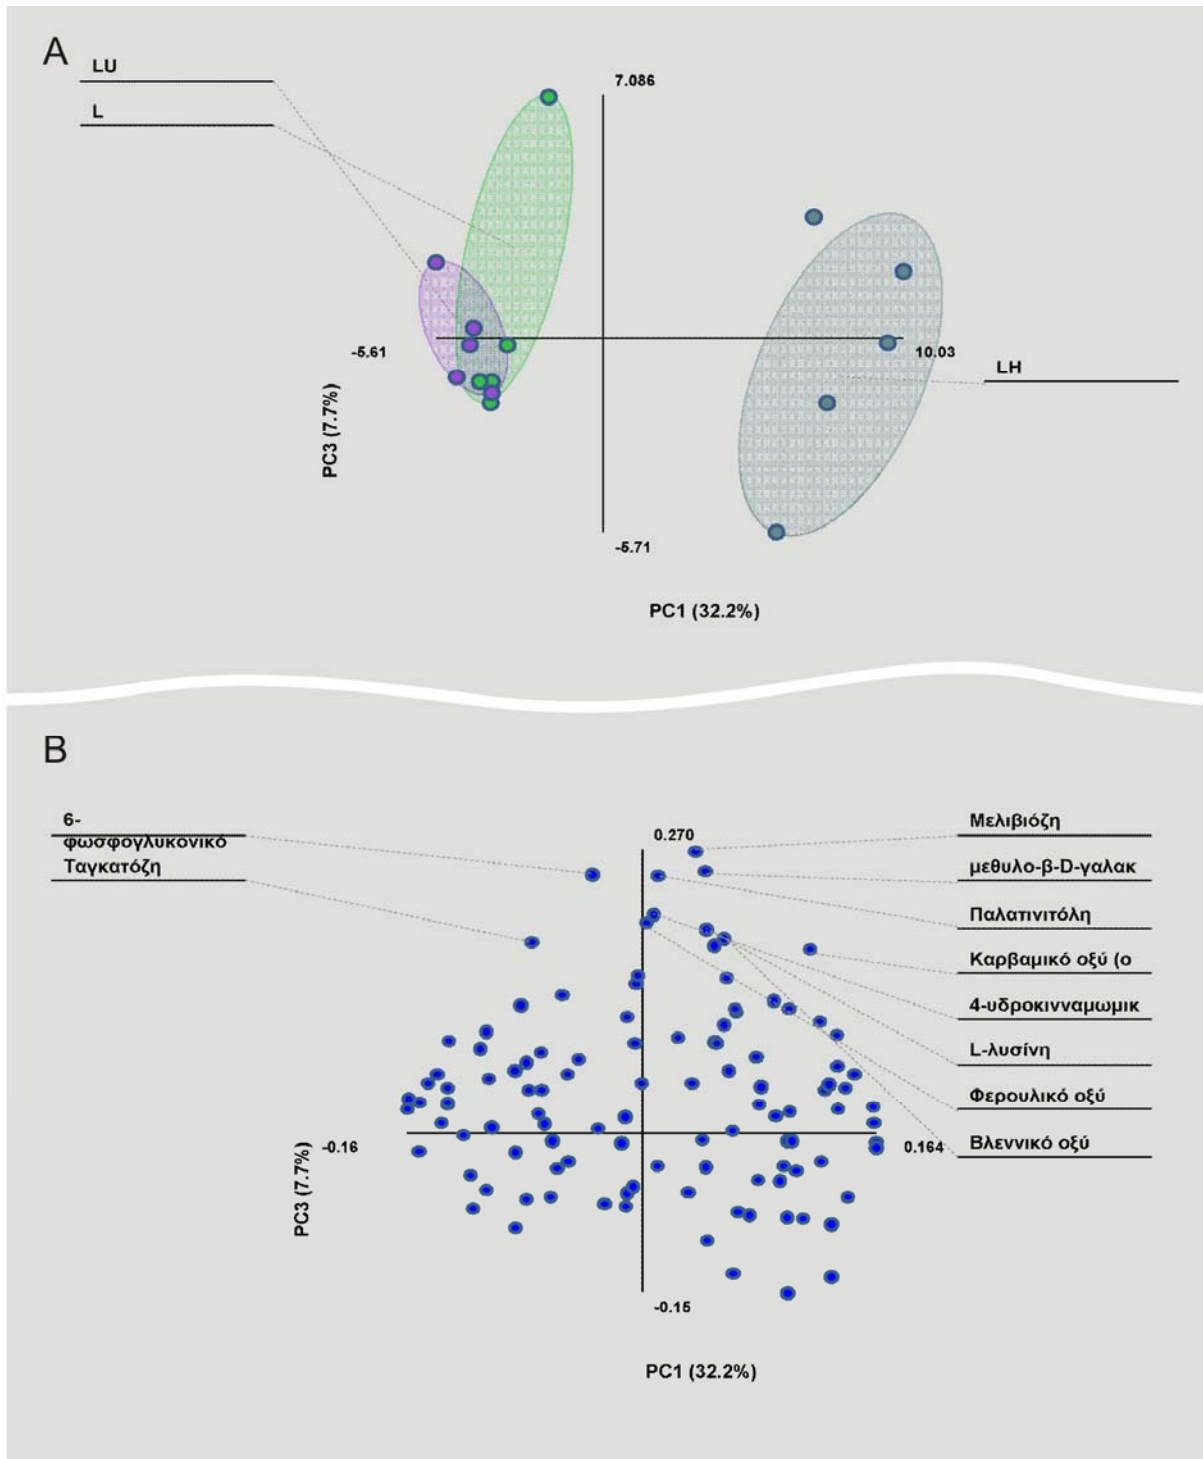 A
LU
L
7.086
-5.61
10.03
LH
PC3 (7.7%)
-5.71
PC1 (32.2%)
B
6-
φωσφογλυκονικό
Ταγκατόζη
0.270
Μελιβιόζη
μεθυλο-β-D-γαλακ
Παλατινιτόλη
Καρβαμικό οξύ (ο
4-υδροκινναμωμικ
L-λυσίνη
Φερουλικό οξύ
Βλεννικό οξύ
-0.16
0.164
PC3 (7.7%)
-0.15
PC1 (32.2%)